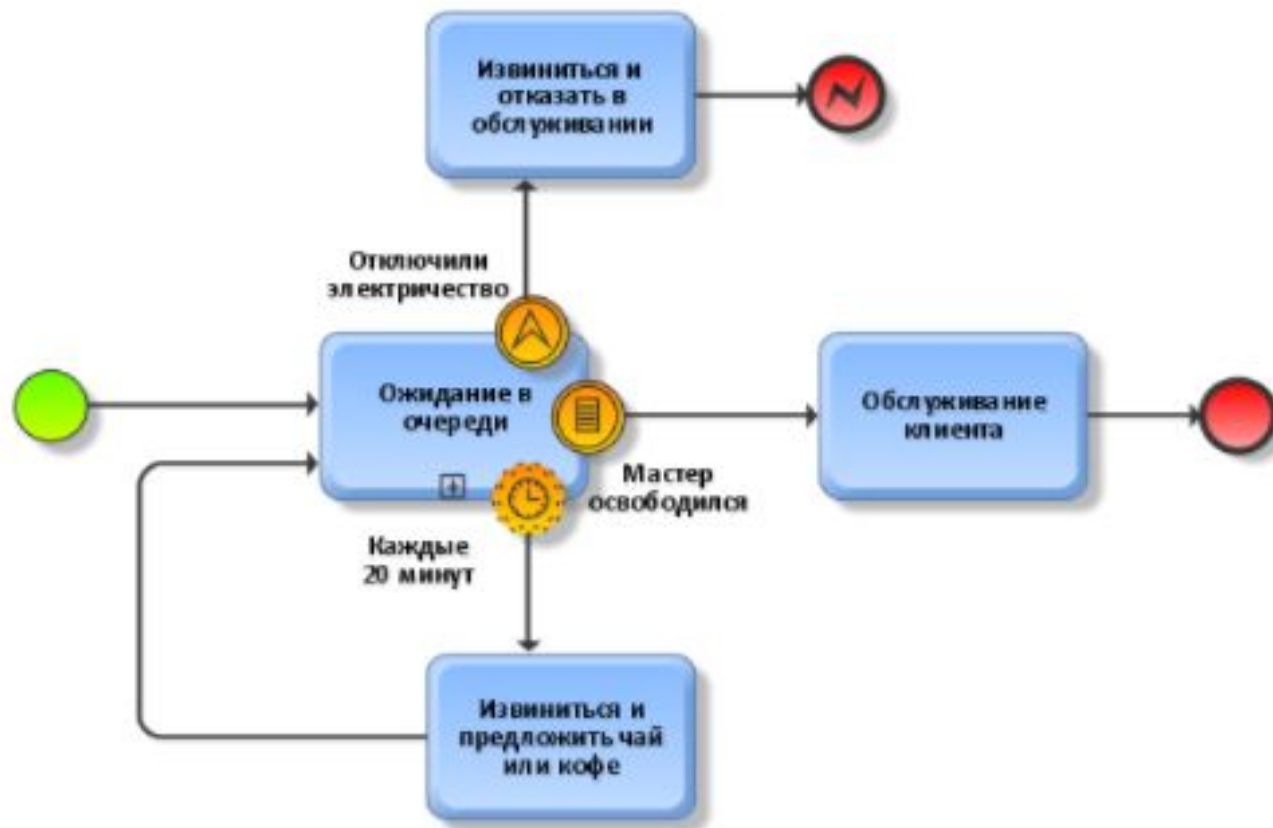 Извиниться и
отказать в
обслуживании
Отключили
электричество
Ожидание в
очереди
Обслуживание
клиента
Мастер
освободился
Каждые
20 минут
Извиниться и
предложить чай
или кофе